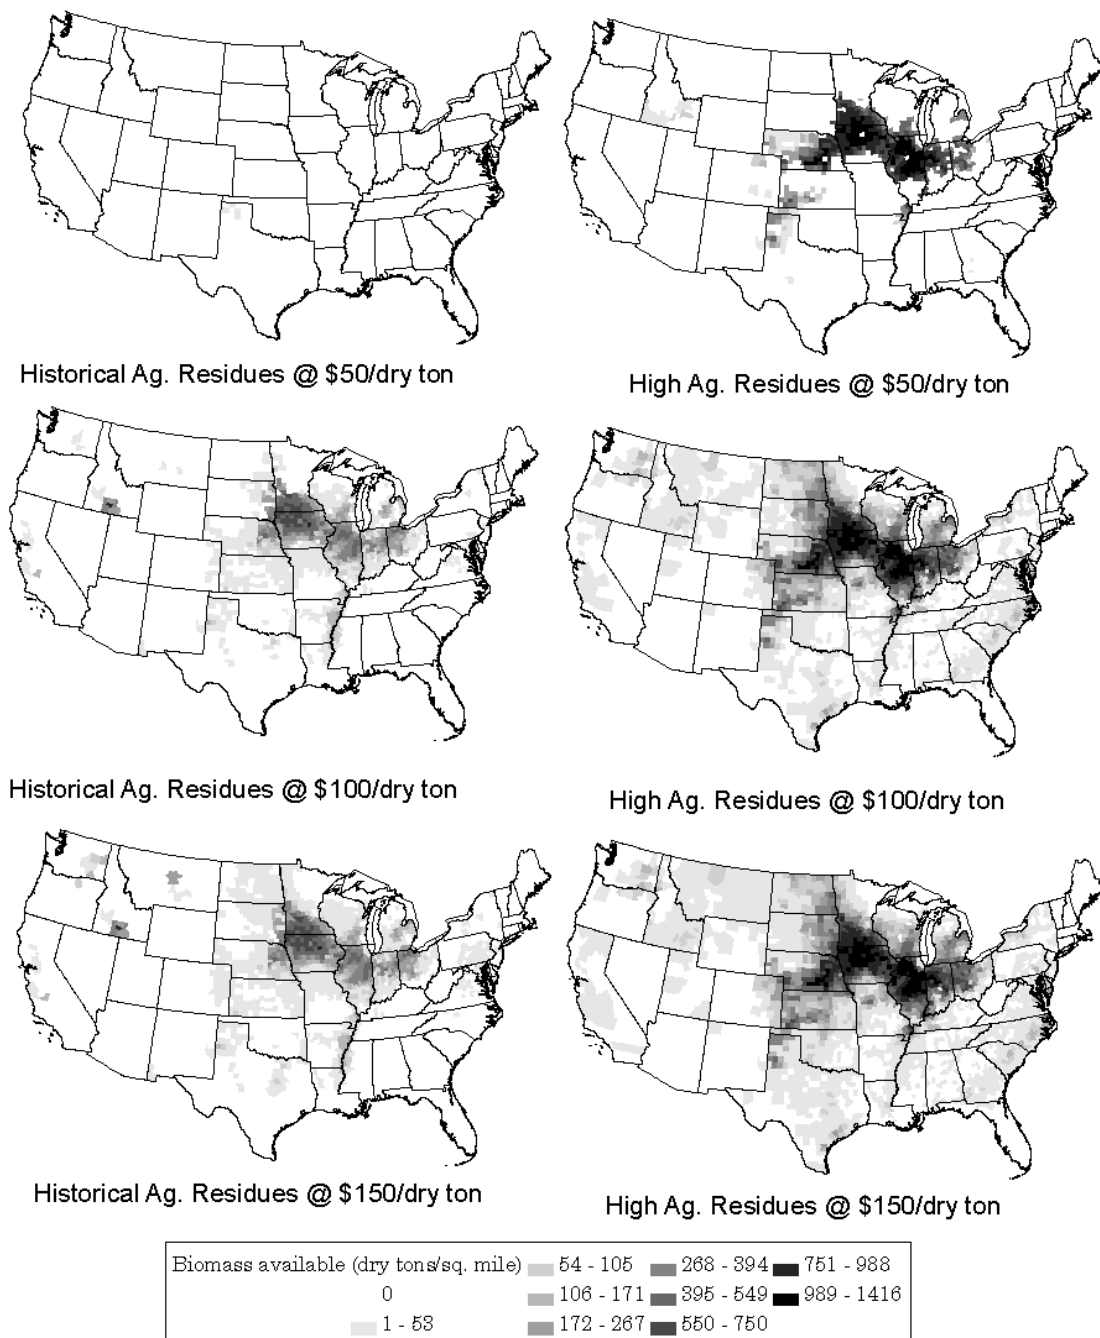 Historical Ag. Residues @ $50/dry ton
High Ag. Residues @ $50/dry ton
Historical Ag. Residues @ $100/dry ton
High Ag. Residues @ $100/dry ton
Historical Ag. Residues @ $150/dry ton
High Ag. Residues @ $150/dry ton
Biomass available (dry tons/sq. mile) 54 - 105 268 - 394 751 - 988
0 106 - 171 395 - 549 989 - 1416
1 - 53 172 - 267 550 - 750